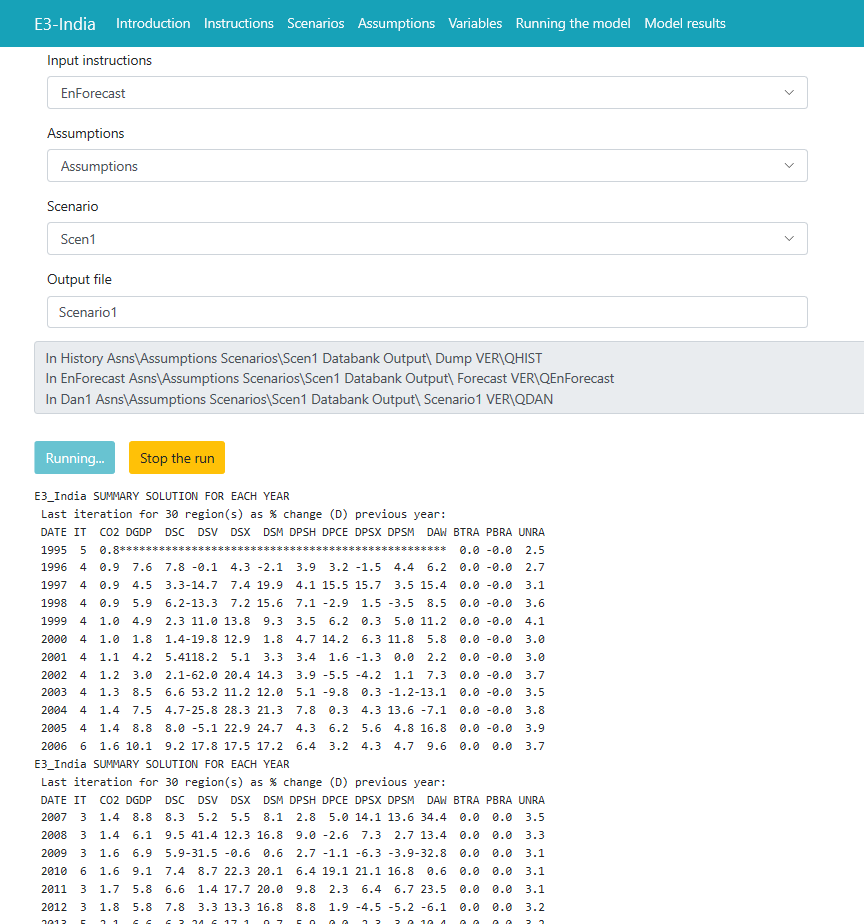 E3-India Introduction Instructions Scenarios Assumptions Variables Running the model Model results
Input instructions
EnForecast
Assumptions
Assumptions
Scenario
Scen1
Output file
Scenario1
In History Asns\Assumptions Scenarios\Scen1 Databank Output\ Dump VER\QHIST
In EnForecast Asns\Assumptions Scenarios\Scen1 Databank Output\ Forecast VER\QEnForecast
In Dan1 Asns\Assumptions Scenarios\Scen1 Databank Output\ Scenario1 VER\QDAN
Running... Stop the run
E3_India SUMMARY SOLUTION FOR EACH YEAR
Last iteration for 30 region(s) as % change (D) previous year:
DATE IT CO2 DGDP DSC DSV DSX DSM DPSH DPCE DPSX DPSM DAW BTRA PBRA UNRA
1995 5 0.8************************************************** 0.0 -0.0 2.5
1996 4 0.9 7.6 7.8 -0.1 4.3 -2.1 3.9 3.2 -1.5 4.4 6.2 0.0 -0.0 2.7
1997 4 0.9 4.5 3.3-14.7 7.4 19.9 4.1 15.5 15.7 3.5 15.4 0.0 -0.0 3.1
1998 4 0.9 5.9 6.2-13.3 7.2 15.6 7.1 -2.9 1.5 -3.5 8.5 0.0 -0.0 3.6
1999 4 1.0 4.9 2.3 11.0 13.8 9.3 3.5 6.2 0.3 5.0 11.2 0.0 -0.0 4.1
2000 4 1.0 1.8 1.4-19.8 12.9 1.8 4.7 14.2 6.3 11.8 5.8 0.0 -0.0 3.0
2001 4 1.1 4.2 5.4118.2 5.1 3.3 3.4 1.6 -1.3 0.0 2.2 0.0 -0.0 3.0
2002 4 1.2 3.0 2.1-62.0 20.4 14.3 3.9 -5.5 -4.2 1.1 7.3 0.0 -0.0 3.7
2003 4 1.3 8.5 6.6 53.2 11.2 12.0 5.1 -9.8 0.3 -1.2-13.1 0.0 -0.0 3.5
2004 4 1.4 7.5 4.7-25.8 28.3 21.3 7.8 0.3 4.3 13.6 -7.1 0.0 -0.0 3.8
2005 4 1.4 8.8 8.0 -5.1 22.9 24.7 4.3 6.2 5.6 4.8 16.8 0.0 -0.0 3.9
2006 6 1.6 10.1 9.2 17.8 17.5 17.2 6.4 3.2 4.3 4.7 9.6 0.0 0.0 3.7
E3_India SUMMARY SOLUTION FOR EACH YEAR
Last iteration for 30 region(s) as % change (D) previous year:
DATE IT CO2 DGDP DSC DSV DSX DSM DPSH DPCE DPSX DPSM DAW BTRA PBRA UNRA
2007 3 1.4 8.8 8.3 5.2 5.5 8.1 2.8 5.0 14.1 13.6 34.4 0.0 0.0 3.5
2008 3 1.4 6.1 9.5 41.4 12.3 16.8 9.0 -2.6 7.3 2.7 13.4 0.0 0.0 3.3
2009 3 1.6 6.9 5.9-31.5 -0.6 0.6 2.7 -1.1 -6.3 -3.9-32.8 0.0 0.0 3.1
2010 6 1.6 9.1 7.4 8.7 22.3 20.1 6.4 19.1 21.1 16.8 0.6 0.0 0.0 3.1
2011 3 1.7 5.8 6.6 1.4 17.7 20.0 9.8 2.3 6.4 6.7 23.5 0.0 0.0 3.1
2012 3 1.8 5.8 7.8 3.3 13.3 16.8 8.8 1.9 -4.5 -5.2 -6.1 0.0 0.0 3.2